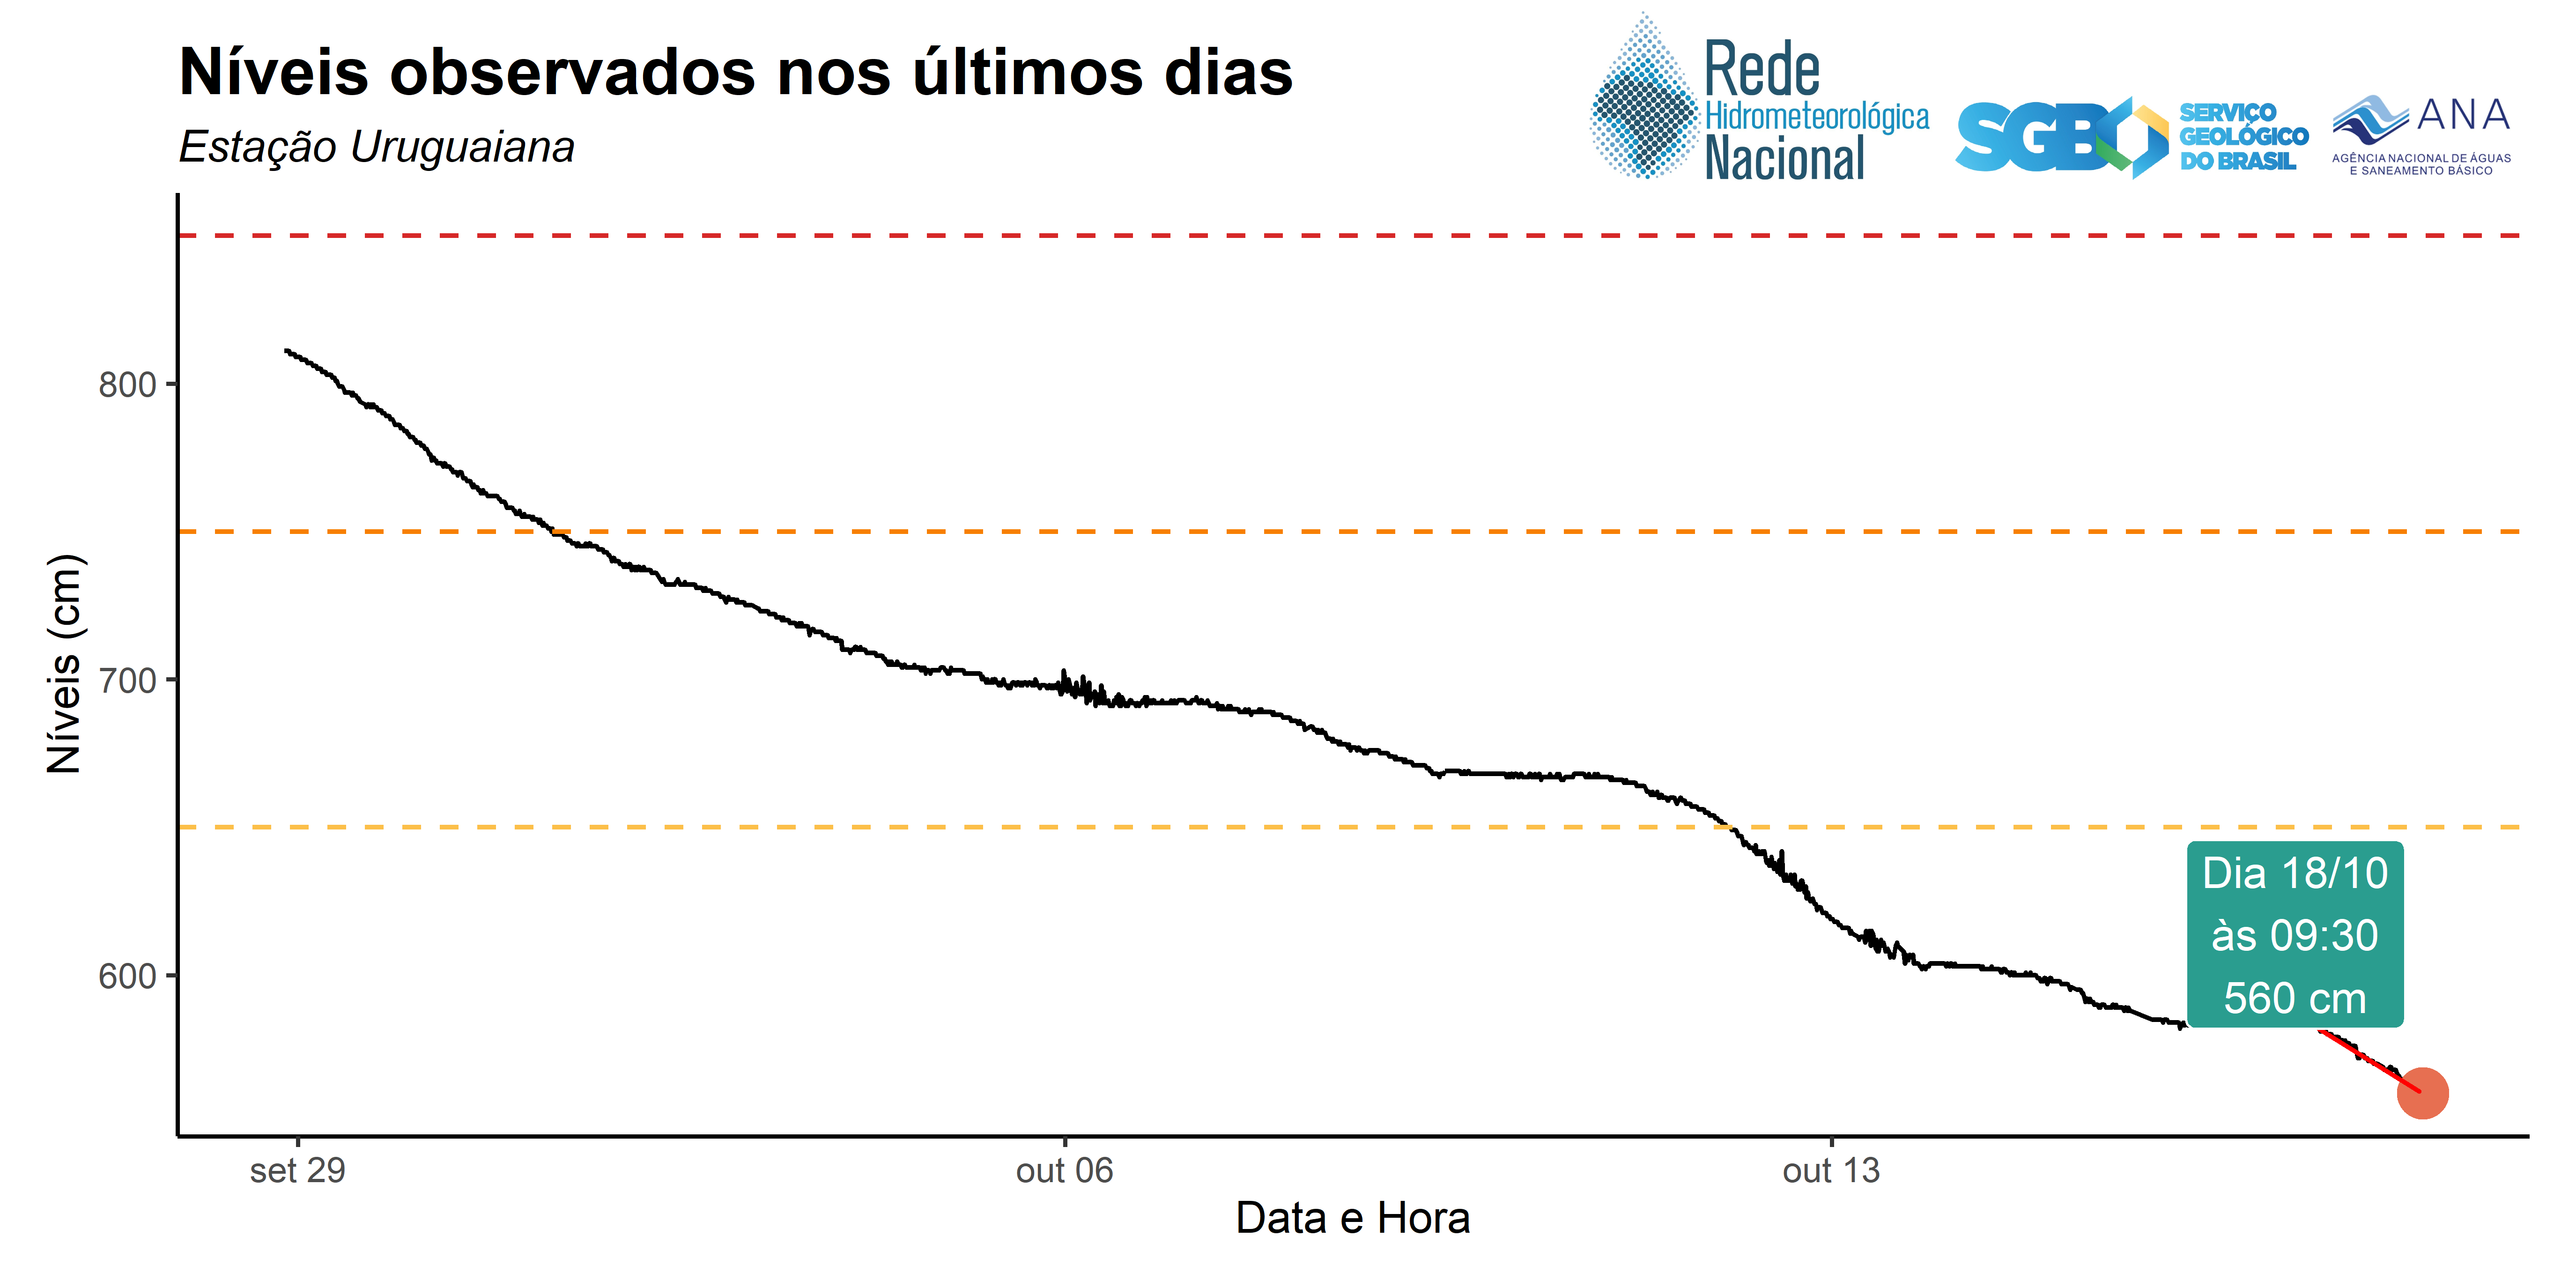 Níveis observados nos últimos dias
Estação Uruguaiana
Rede
Hidrometeorológica
Nacional
SGB
SERVIÇO
GEOLÓGICO
DO BRASIL
ANA
AGÊNCIA NACIONAL DE ÁGUAS
E SANEAMENTO BÁSICO
Níveis (cm)
800
700
600
Dia 18/10
às 09:30
560 cm
set 29
out 06
out 13
Data e Hora